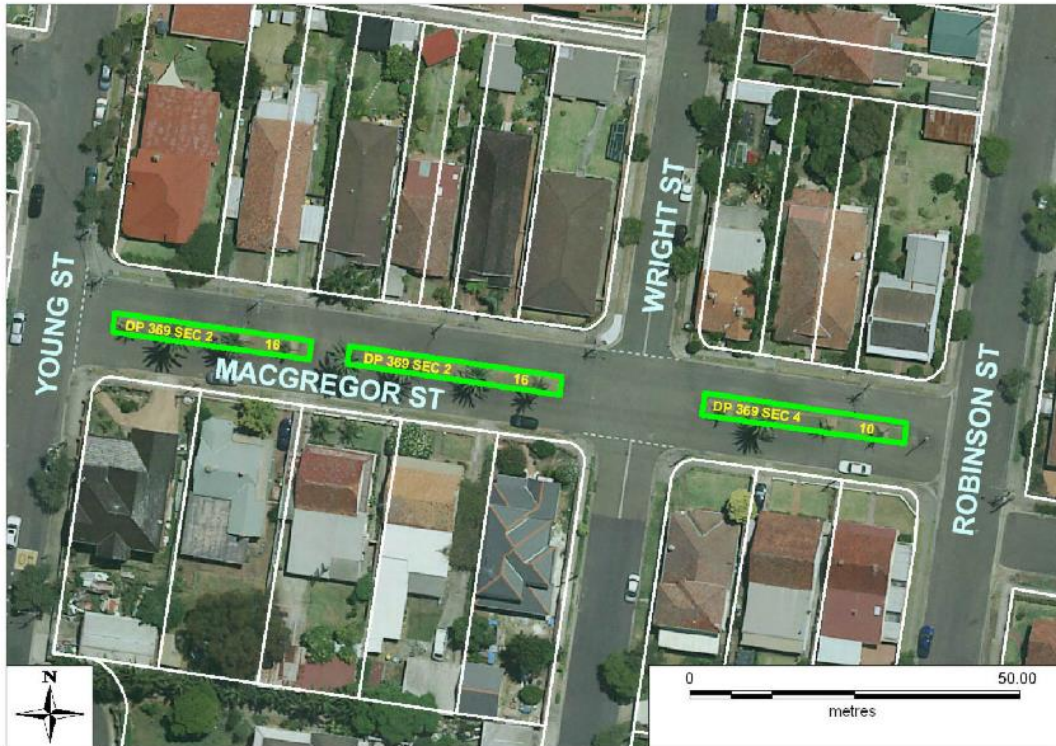 YOUNG ST
DP 369 SEC 2 16
DP 369 SEC 2 16
MACGREGOR ST
WRIGHT ST
DP 369 SEC 4 10
ROBINSON ST
N
0 50.00
metres